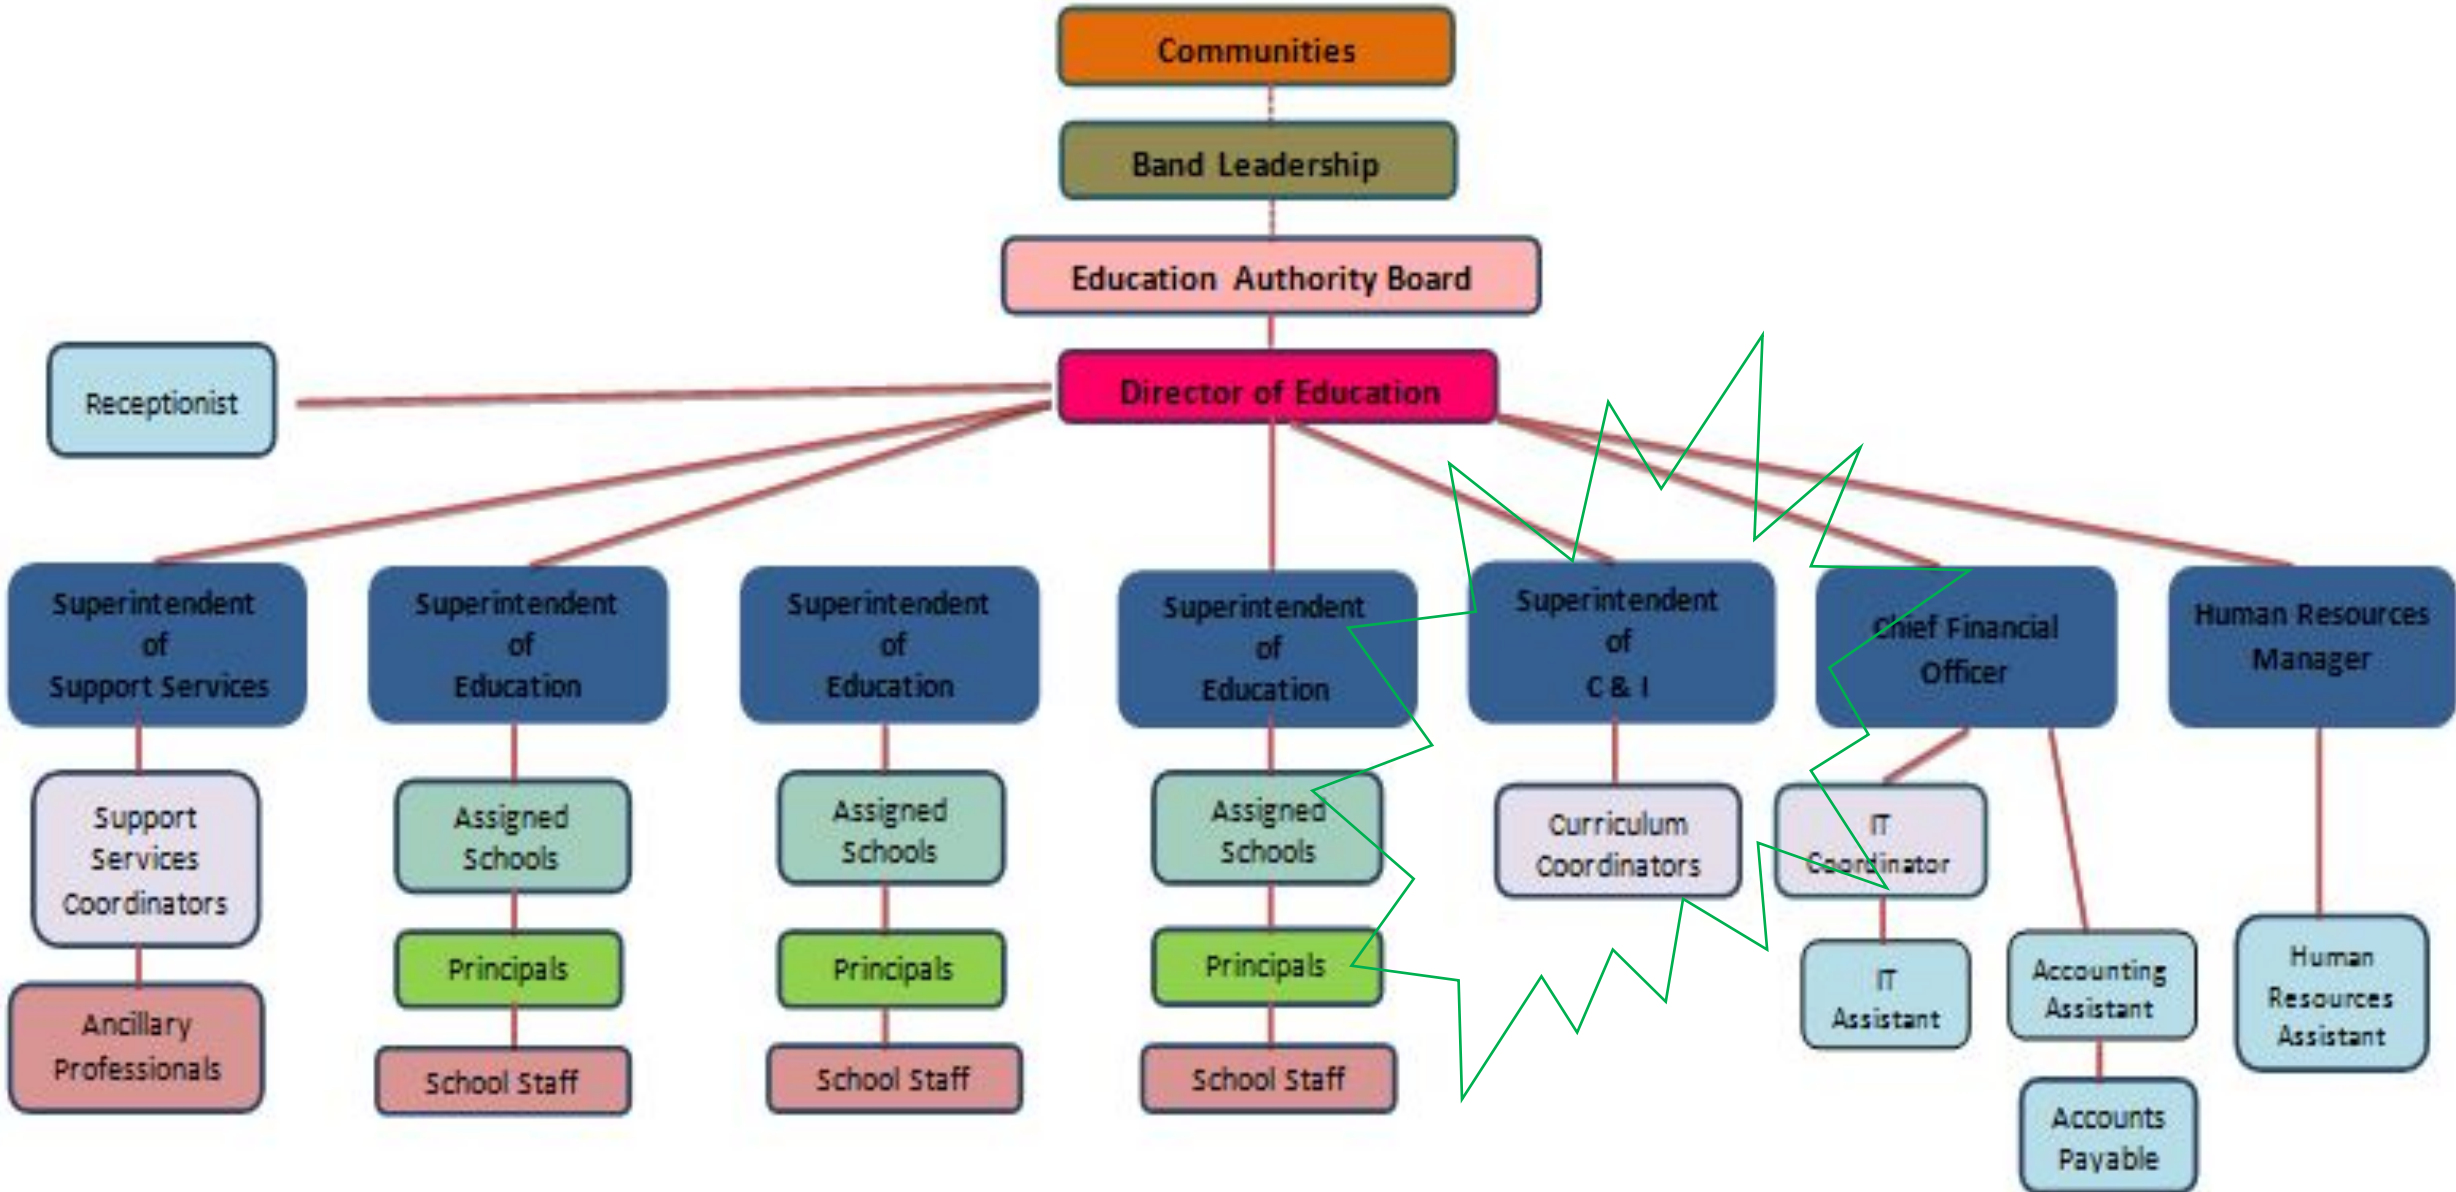 Communities
Band Leadership
Education Authority Board
Director of Education
Receptionist
Superintendent
of
Support Services
Support
Services
Coordinators
Ancillary
Professionals
Superintendent
of
Education
Assigned
Schools
Principals
School Staff
Superintendent
of
Education
Assigned
Schools
Principals
School Staff
Superintendent
of
Education
Assigned
Schools
Principals
School Staff
Superintendent
of
C & I
Curriculum
Coordinators
Chief Financial
Officer
IT
Coordinator
IT
Assistant
Accounting
Assistant
Accounts
Payable
Human Resources
Manager
Human
Resources
Assistant